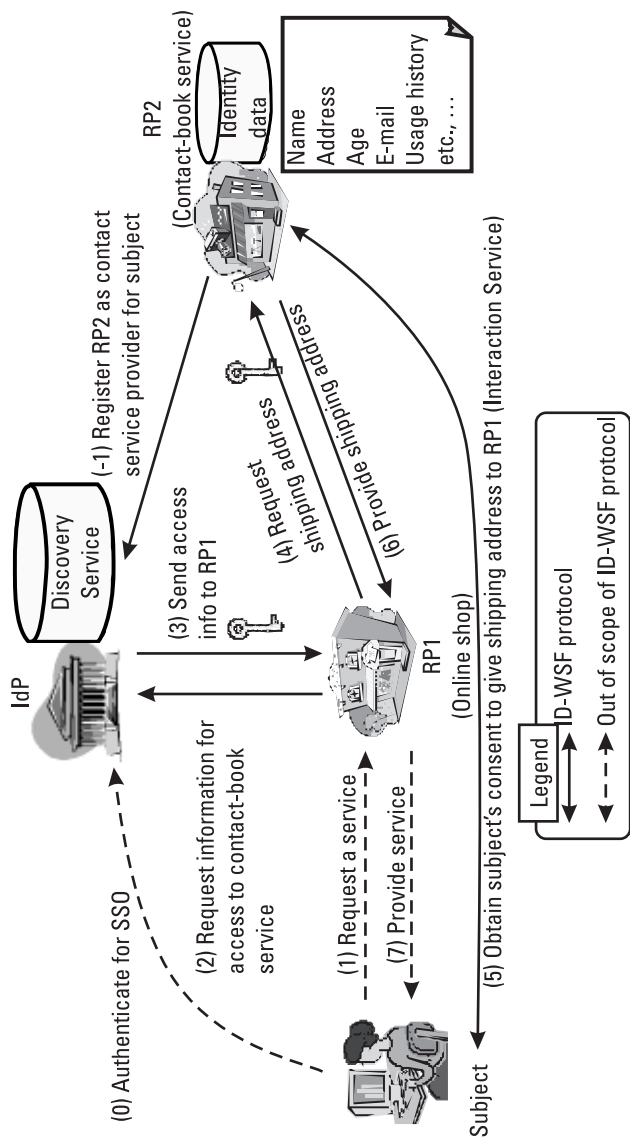 IdP
Discovery
Service
(-1) Register RP2 as contact
service provider for subject
RP2
(Contact-book service)
Identity
data
Name
Address
Age
E-mail
Usage history
etc., …
(0) Authenticate for SSO
(2) Request information for
access to contact-book
service
(3) Send access
info to RP1
(4) Request
shipping address
(6) Provide shipping address
(1) Request a service
(7) Provide service
RP1
(Online shop)
Subject
(5) Obtain subject's consent to give shipping address to RP1 (Interaction Service)
Legend
ID-WSF protocol
Out of scope of ID-WSF protocol